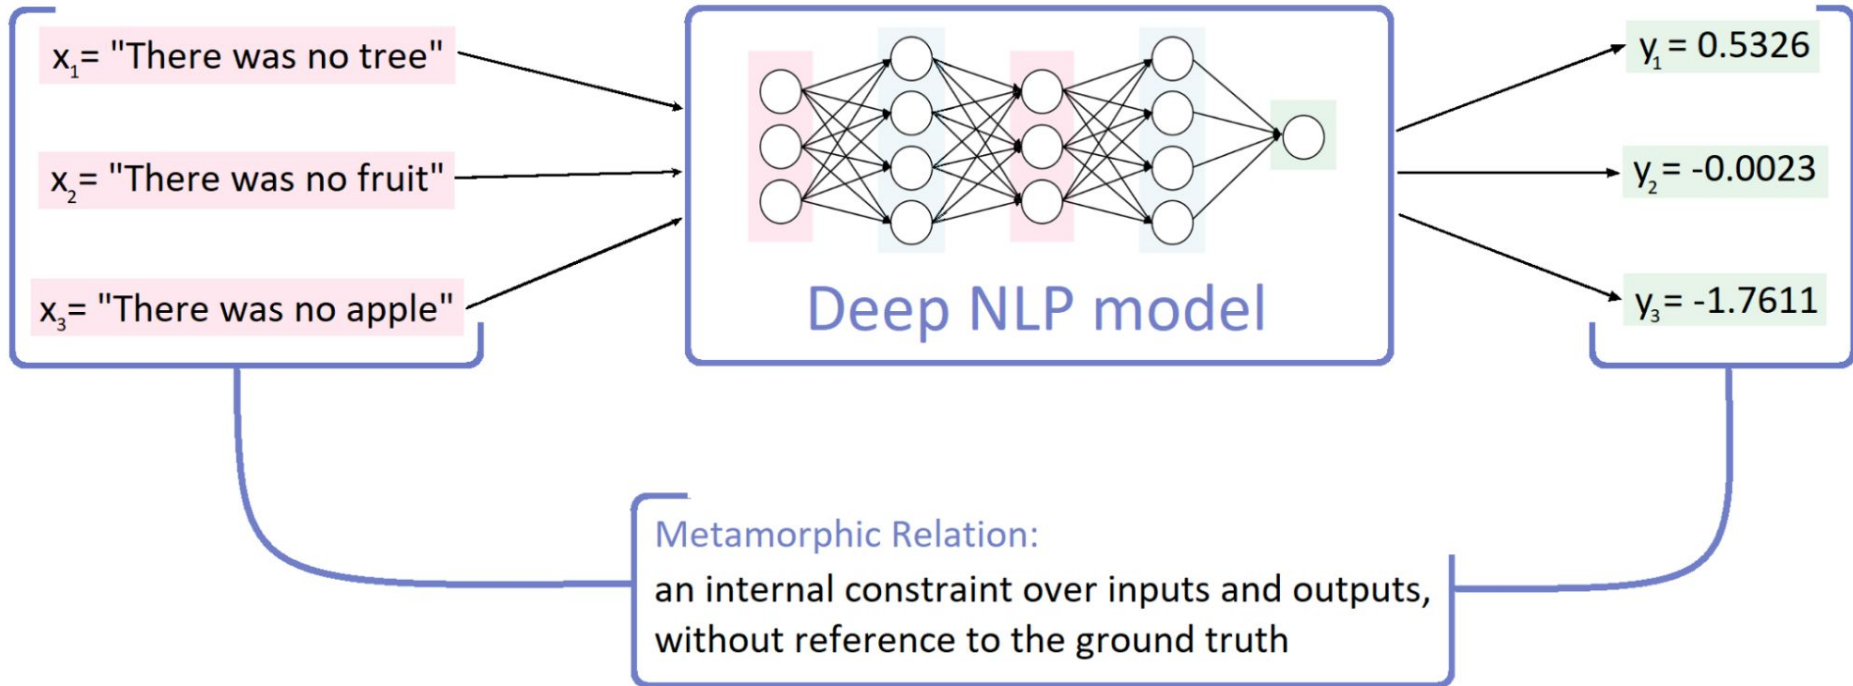 x₁= "There was no tree"
x₂= "There was no fruit"
x₃= "There was no apple"
Deep NLP model
y₁ = 0.5326
y₂ = -0.0023
y₃ = -1.7611
Metamorphic Relation:
an internal constraint over inputs and outputs,
without reference to the ground truth